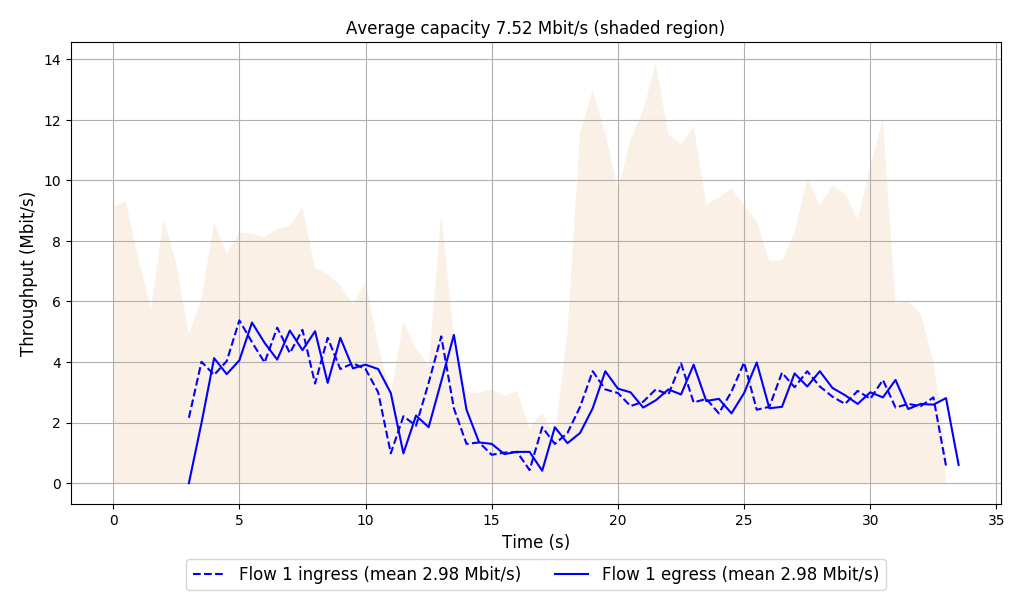 Average capacity 7.52 Mbit/s (shaded region)
Throughput (Mbit/s)
14
12
10
8
6
4
2
0
0 5 10 15 20 25 30 35
Time (s)
Flow 1 ingress (mean 2.98 Mbit/s) Flow 1 egress (mean 2.98 Mbit/s)